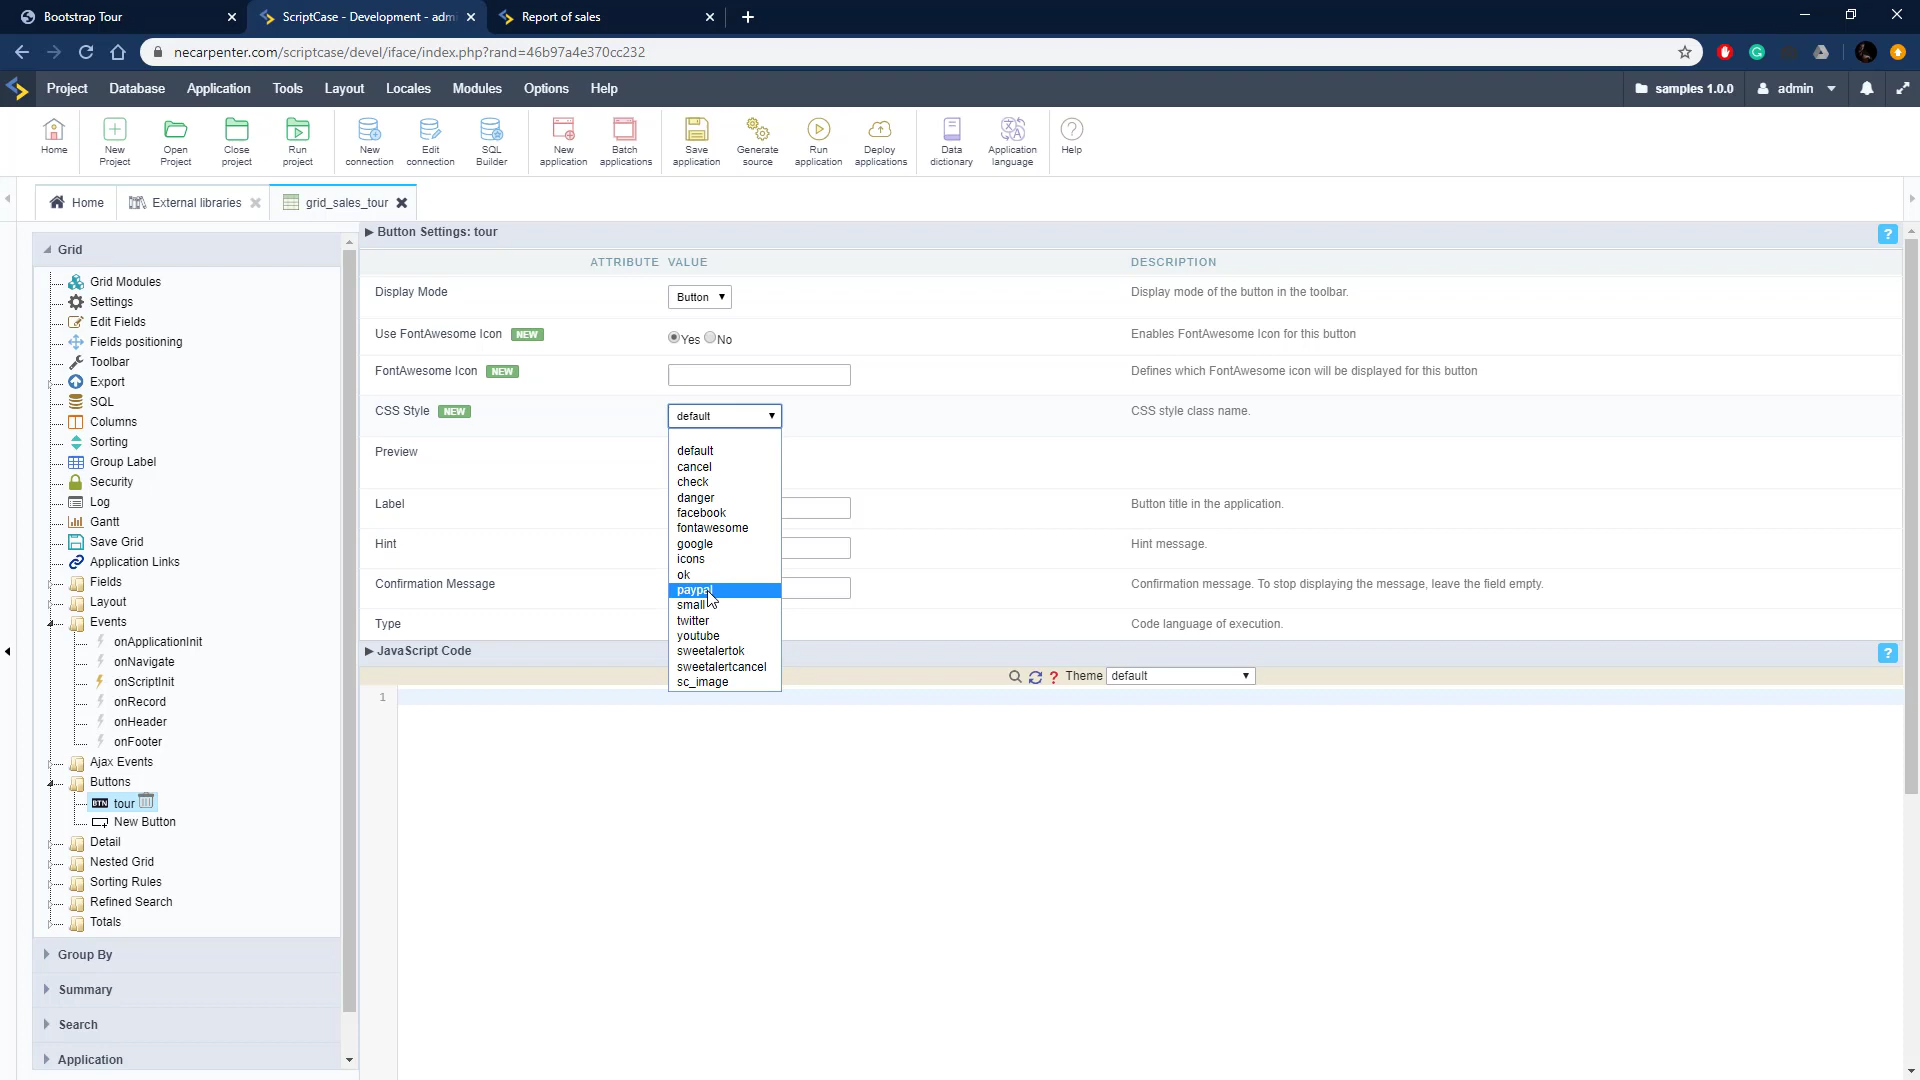 Bootstrap Tour
ScriptCase - Development - admi
Report of sales
necarpenter.com/scriptcase/devel/iface/index.php?rand=46b97a4e370cc232
Project Database Application Tools Layout Locales Modules Options Help
samples 1.0.0 admin
Home
New Project
Open Project
Close project
Run project
New connection
Edit connection
SQL Builder
New application
Batch applications
Save application
Generate source
Run application
Deploy applications
Data dictionary
Application language
Help
Home
External libraries
grid_sales_tour
Grid
Grid Modules
Settings
Edit Fields
Fields positioning
Toolbar
Export
SQL
Columns
Sorting
Group Label
Security
Log
Gantt
Save Grid
Application Links
Fields
Layout
Events
onApplicationInit
onNavigate
onScriptInit
onRecord
onHeader
onFooter
Ajax Events
Buttons
BTN tour
New Button
Detail
Nested Grid
Sorting Rules
Refined Search
Totals
Group By
Summary
Search
Application
Button Settings: tour ?
ATTRIBUTE VALUE DESCRIPTION
Display Mode Button Display mode of the button in the toolbar.
Use FontAwesome Icon NEW Yes No Enables FontAwesome Icon for this button
FontAwesome Icon NEW Defines which FontAwesome icon will be displayed for this button
CSS Style NEW default CSS style class name.
default
cancel
check
danger
facebook
fontawesome
google
icons
ok
paypal
small
twitter
youtube
sweetalertok
sweetalertcancel
sc_image
Preview
Label Button title in the application.
Hint Hint message.
Confirmation Message Confirmation message. To stop displaying the message, leave the field empty.
Type Code language of execution.
JavaScript Code ?
? Theme default
1